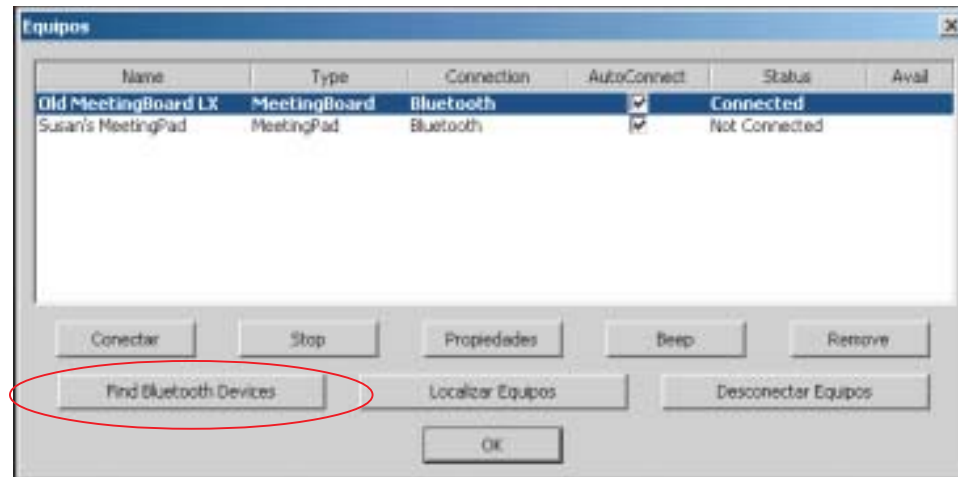 Equipos
Name Type Connection AutoConnect Status Avail
Old MeetingBoard LX MeetingBoard Bluetooth Connected
Susan's MeetingPad MeetingPad Bluetooth Not Connected
Conectar Stop Propiedades Beep Remove
Find Bluetooth Devices Localizar Equipos Desconectar Equipos
OK